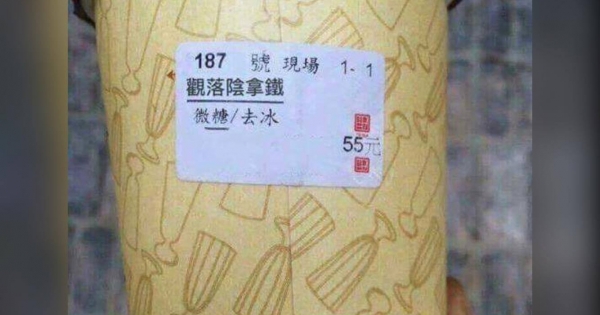 187 號 現場 1-1
觀落陰拿鐵
微糖/去冰
55元